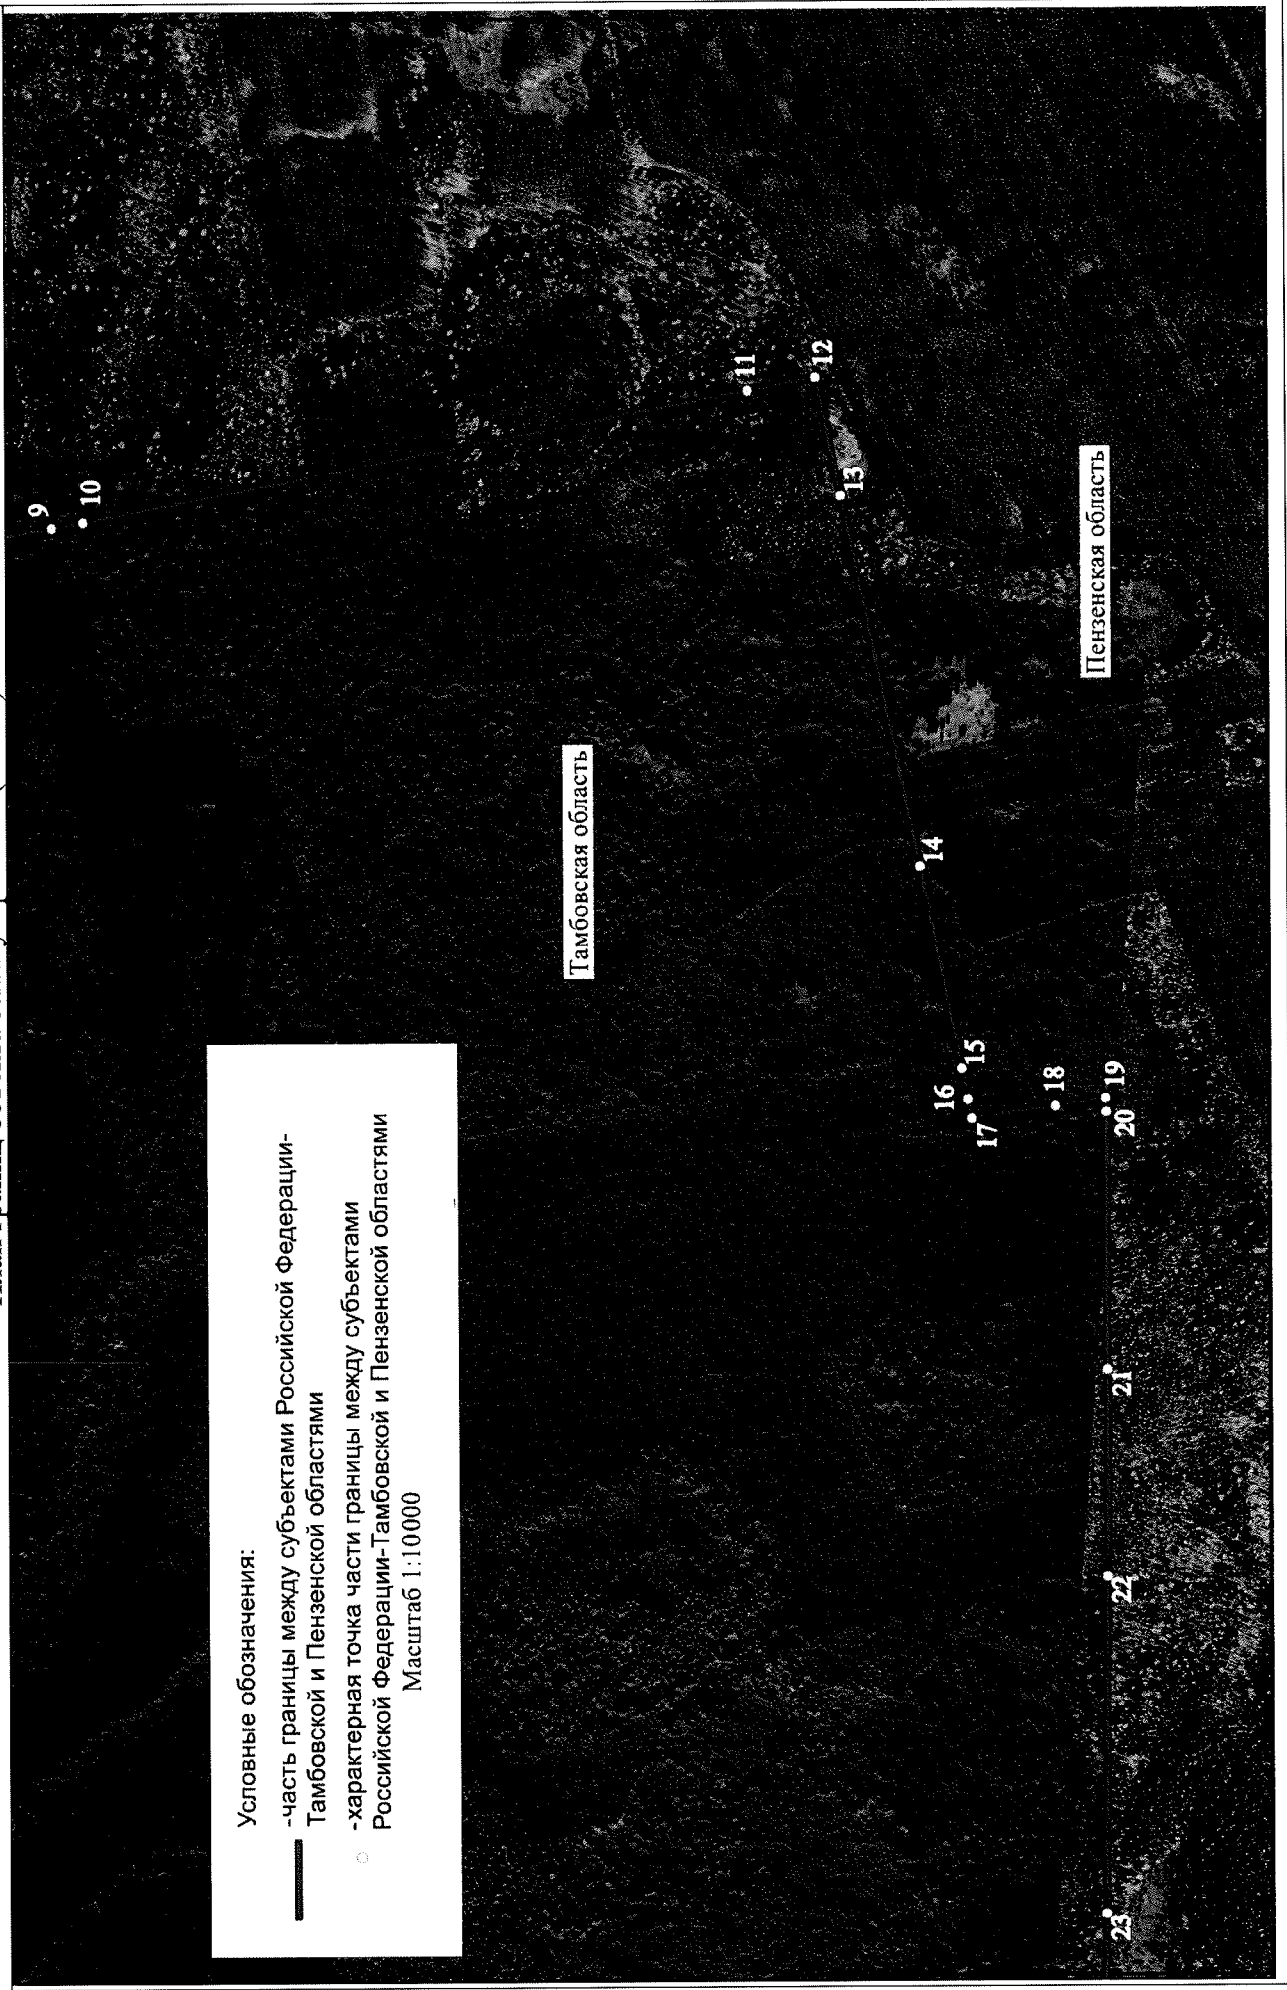 Условные обозначения:
-часть границы между субъектами Российской Федерации-
Тамбовской и Пензенской областями
-характерная точка части границы между субъектами
Российской Федерации-Тамбовской и Пензенской областями
Масштаб 1:10000
Тамбовская область
Пензенская область
9
10
11
12
13
14
15
16
17
18
19
20
21
22
23